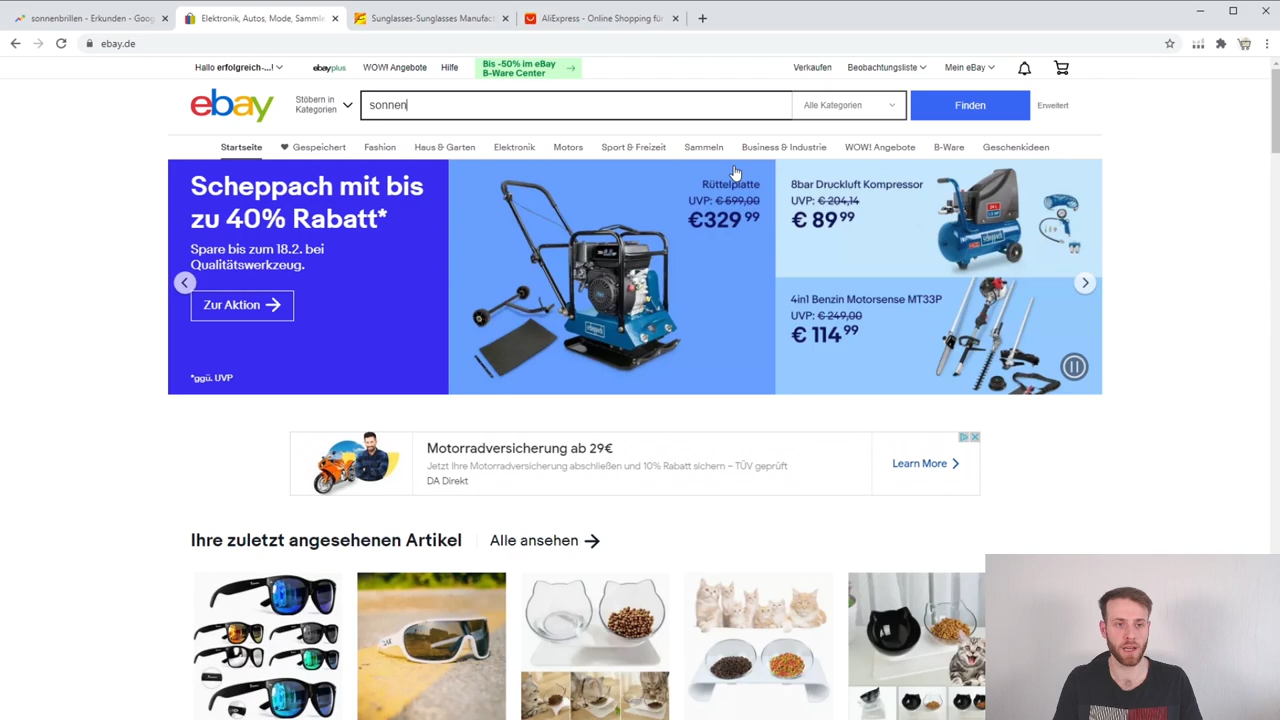 sonnenbrillen - Erkunden - Goog
Elektronik, Autos, Mode, Sammle
Sunglasses-Sunglasses Manufact
AliExpress - Online Shopping für
ebay.de
Hallo erfolgreich-...!
ebayplus
WOW! Angebote
Hilfe
Bis -50% im eBay
B-Ware Center
Verkaufen
Beobachtungsliste
Mein eBay
ebay
Stöbern in
Kategorien
sonnen
Alle Kategorien
Finden
Erweitert
Startseite
Gespeichert
Fashion
Haus & Garten
Elektronik
Motors
Sport & Freizeit
Sammeln
Business & Industrie
WOW! Angebote
B-Ware
Geschenkideen
Scheppach mit bis
zu 40% Rabatt*
Spare bis zum 18.2. bei
Qualitätswerkzeug.
Zur Aktion
*ggü. UVP
Rüttelplatte
UVP: € 599,00
€329 99
8bar Druckluft Kompressor
UVP: € 204,14
€ 89 99
4in1 Benzin Motorsense MT33P
UVP: € 249,00
€ 114 99
Motorradversicherung ab 29€
Jetzt Ihre Motorradversicherung abschließen und 10% Rabatt sichern – TÜV geprüft
DA Direkt
Learn More
Ihre zuletzt angesehenen Artikel
Alle ansehen